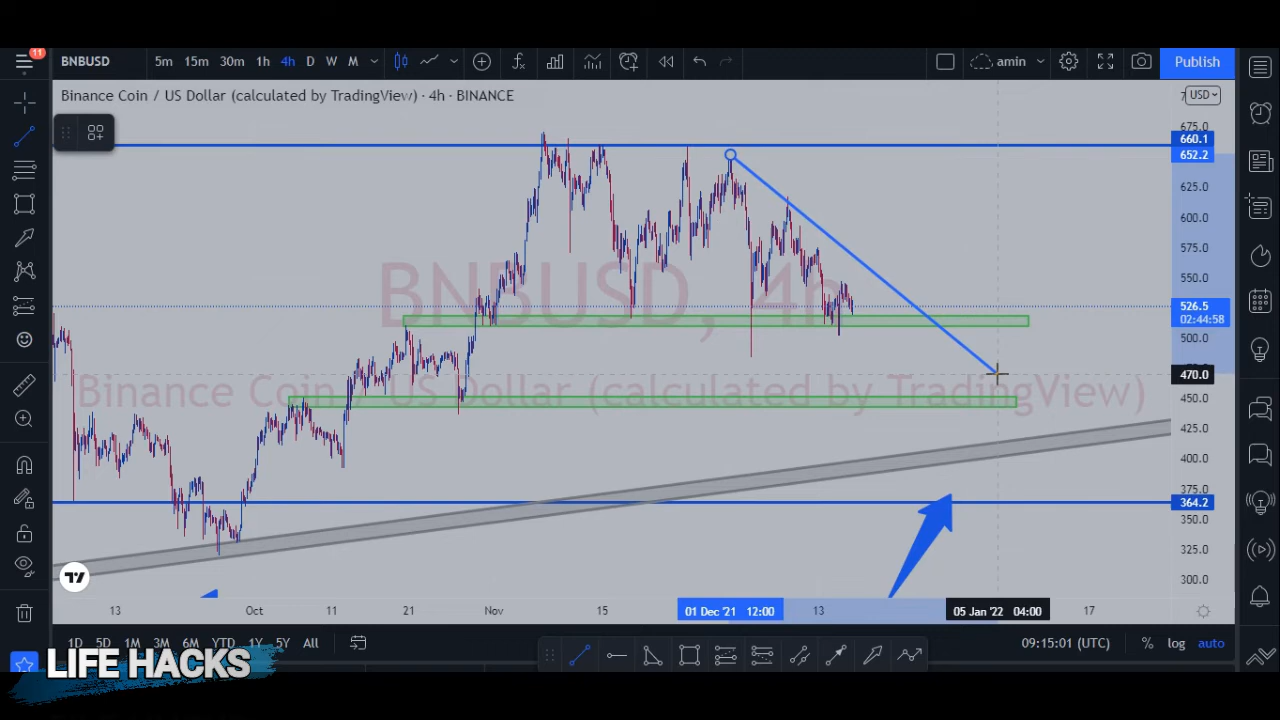 11
BNBUSD 5m 15m 30m 1h 4h D W M amin Publish
Binance Coin / US Dollar (calculated by TradingView) · 4h · BINANCE
USD
675.0
660.1
652.2
625.0
600.0
575.0
550.0
BNBUSD, 4h
526.5
02:44:58
500.0
470.0
Binance Coin / US Dollar (calculated by TradingView)
450.0
425.0
400.0
375.0
364.2
350.0
325.0
300.0
13 Oct 11 21 Nov 15 01 Dec '21 12:00 13 05 Jan '22 04:00 17
1D 5D 1M 3M 6M YTD 1Y 5Y All 09:15:01 (UTC) % log auto
LIFE HACKS